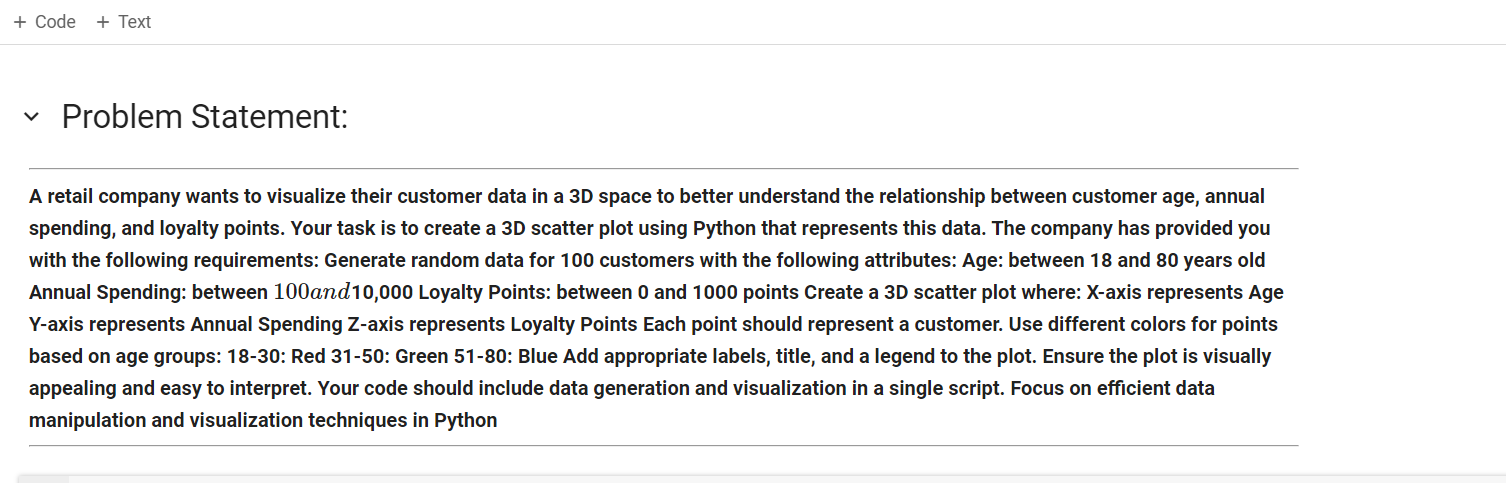 + Code + Text
Problem Statement:
A retail company wants to visualize their customer data in a 3D space to better understand the relationship between customer age, annual
spending, and loyalty points. Your task is to create a 3D scatter plot using Python that represents this data. The company has provided you
with the following requirements: Generate random data for 100 customers with the following attributes: Age: between 18 and 80 years old
Annual Spending: between 100and10,000 Loyalty Points: between 0 and 1000 points Create a 3D scatter plot where: X-axis represents Age
Y-axis represents Annual Spending Z-axis represents Loyalty Points Each point should represent a customer. Use different colors for points
based on age groups: 18-30: Red 31-50: Green 51-80: Blue Add appropriate labels, title, and a legend to the plot. Ensure the plot is visually
appealing and easy to interpret. Your code should include data generation and visualization in a single script. Focus on efficient data
manipulation and visualization techniques in Python